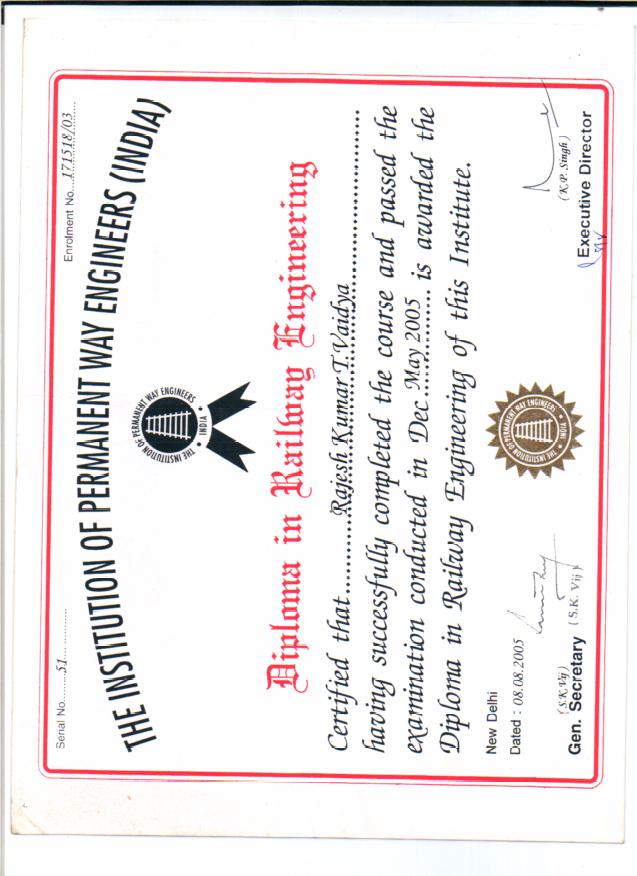 Serial No.......51..............
Enrolment No...171518/03...
THE INSTITUTION OF PERMANENT WAY ENGINEERS (INDIA)
THE INSTITUTION OF PERMANENT WAY ENGINEERS
• INDIA •
Diploma in Railway Engineering
Certified that..........Rajesh Kumar T. Vaidya..............................
having successfully completed the course and passed the
examination conducted in Dec May 2005 is awarded the
Diploma in Railway Engineering of this Institute.
THE INSTITUTION OF PERMANENT WAY ENGINEERS
• INDIA •
New Delhi
Dated : 08.08.2005
(S.K.Vij)
Gen. Secretary (S.K. Vij)
(K.P. Singh)
Executive Director